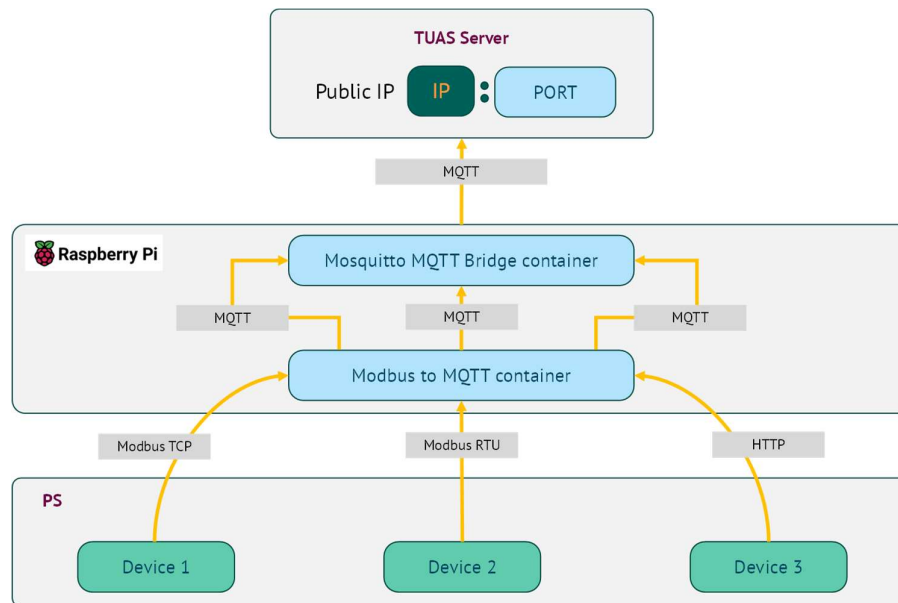 TUAS Server
Public IP IP : PORT
MQTT
Raspberry Pi
Mosquitto MQTT Bridge container
MQTT MQTT MQTT
Modbus to MQTT container
Modbus TCP Modbus RTU HTTP
PS
Device 1 Device 2 Device 3